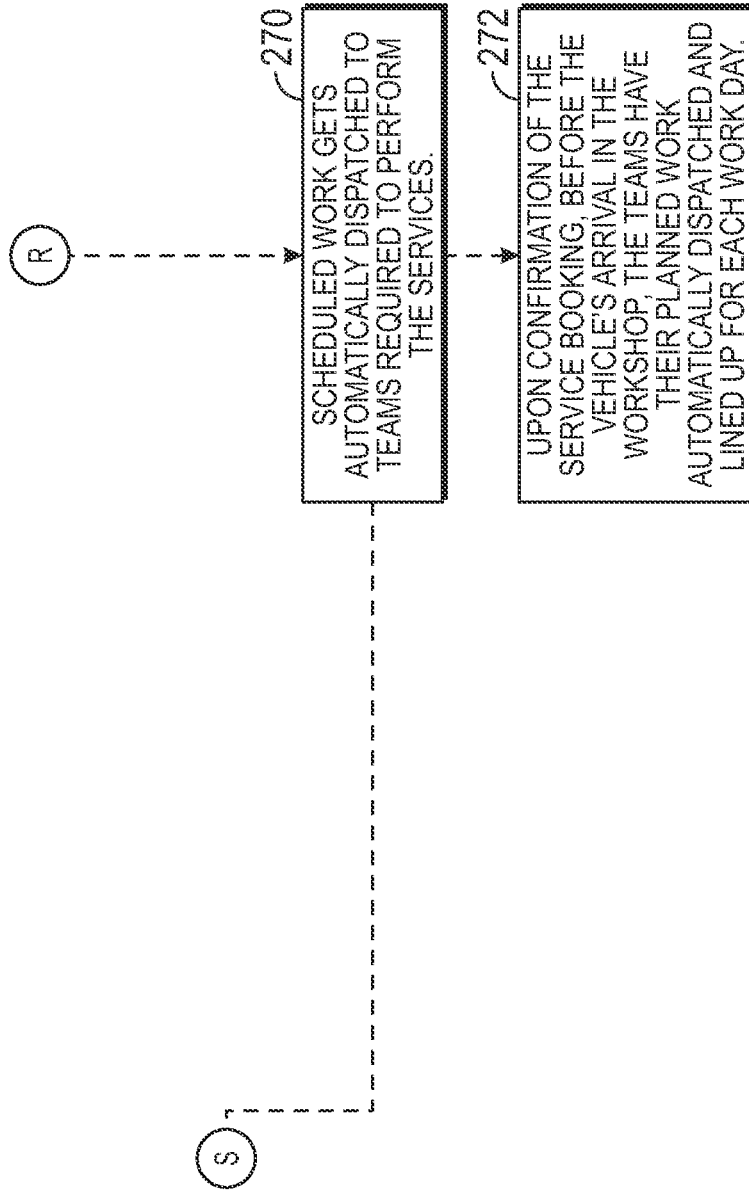 R
270
SCHEDULED WORK GETS
AUTOMATICALLY DISPATCHED TO
TEAMS REQUIRED TO PERFORM
THE SERVICES.
272
UPON CONFIRMATION OF THE
SERVICE BOOKING, BEFORE THE
VEHICLE'S ARRIVAL IN THE
WORKSHOP, THE TEAMS HAVE
THEIR PLANNED WORK
AUTOMATICALLY DISPATCHED AND
LINED UP FOR EACH WORK DAY.
S